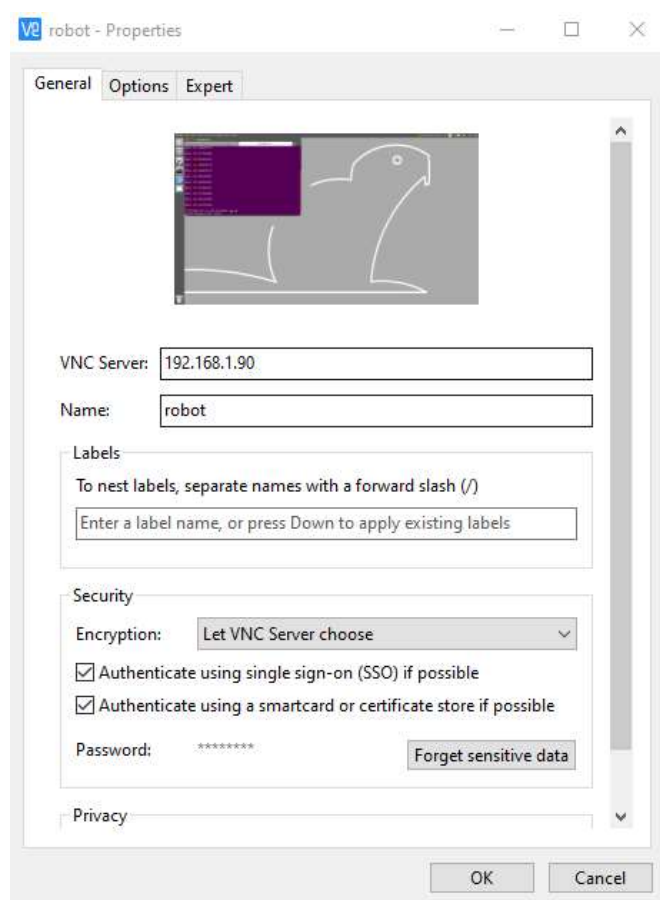 V2 robot - Properties
General Options Expert
VNC Server: 192.168.1.90
Name: robot
Labels
To nest labels, separate names with a forward slash (/)
Enter a label name, or press Down to apply existing labels
Security
Encryption: Let VNC Server choose
Authenticate using single sign-on (SSO) if possible
Authenticate using a smartcard or certificate store if possible
Password: ********
Forget sensitive data
Privacy
OK Cancel